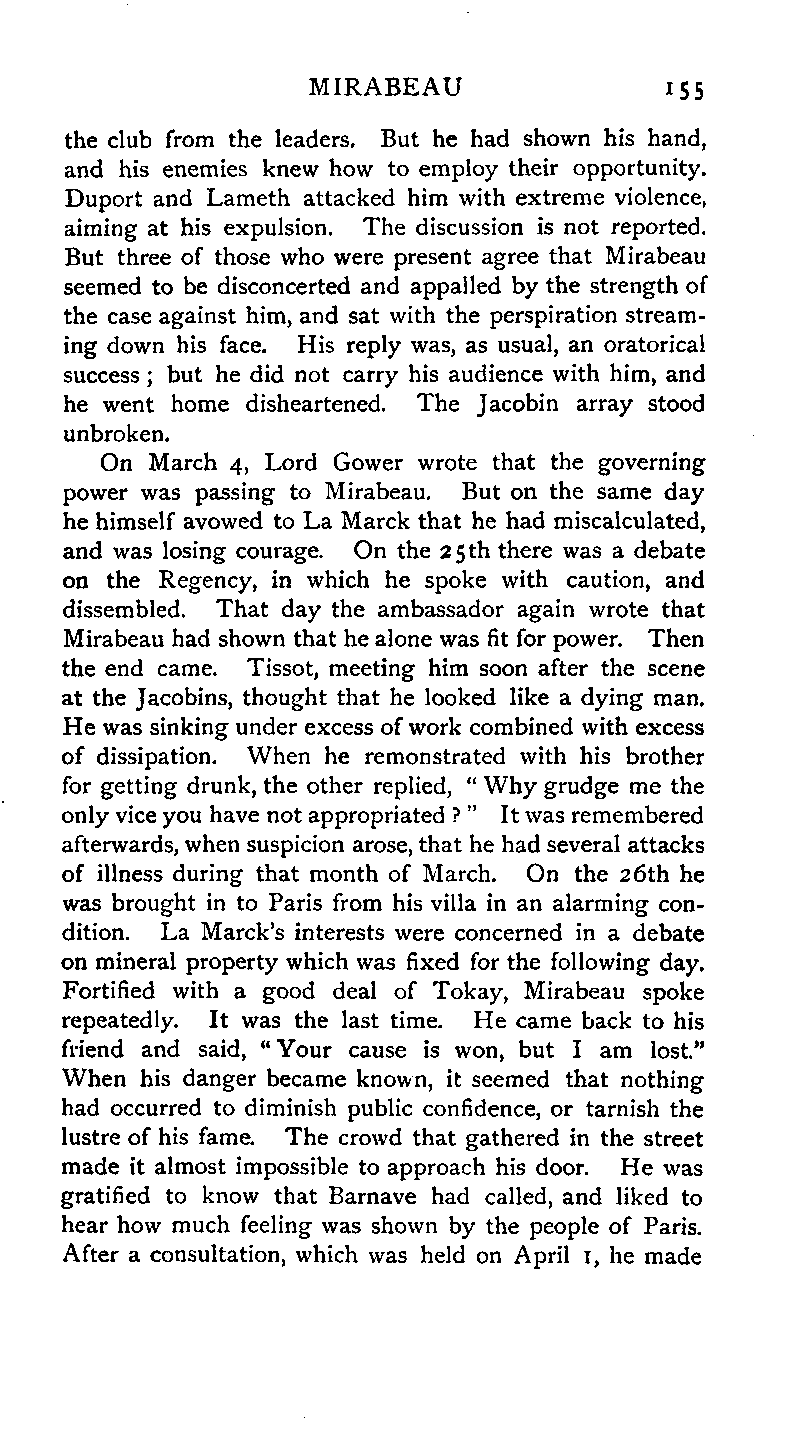 MIRABEAU 155
the club from the leaders. But he had shown his hand,
and his enemies knew how to employ their opportunity.
Duport and Lameth attacked him with extreme violence,
aiming at his expulsion. The discussion is not reported.
But three of those who were present agree that Mirabeau
seemed to be disconcerted and appalled by the strength of
the case against him, and sat with the perspiration stream-
ing down his face. His reply was, as usual, an oratorical
success ; but he did not carry his audience with him, and
he went home disheartened. The Jacobin array stood
unbroken.
On March 4, Lord Gower wrote that the governing
power was passing to Mirabeau. But on the same day
he himself avowed to La Marck that he had miscalculated,
and was losing courage. On the 25th there was a debate
on the Regency, in which he spoke with caution, and
dissembled. That day the ambassador again wrote that
Mirabeau had shown that he alone was fit for power. Then
the end came. Tissot, meeting him soon after the scene
at the Jacobins, thought that he looked like a dying man.
He was sinking under excess of work combined with excess
of dissipation. When he remonstrated with his brother
for getting drunk, the other replied, “ Why grudge me the
only vice you have not appropriated ? ” It was remembered
afterwards, when suspicion arose, that he had several attacks
of illness during that month of March. On the 26th he
was brought in to Paris from his villa in an alarming con-
dition. La Marck’s interests were concerned in a debate
on mineral property which was fixed for the following day.
Fortified with a good deal of Tokay, Mirabeau spoke
repeatedly. It was the last time. He came back to his
friend and said, “ Your cause is won, but I am lost.”
When his danger became known, it seemed that nothing
had occurred to diminish public confidence, or tarnish the
lustre of his fame. The crowd that gathered in the street
made it almost impossible to approach his door. He was
gratified to know that Barnave had called, and liked to
hear how much feeling was shown by the people of Paris.
After a consultation, which was held on April 1, he made